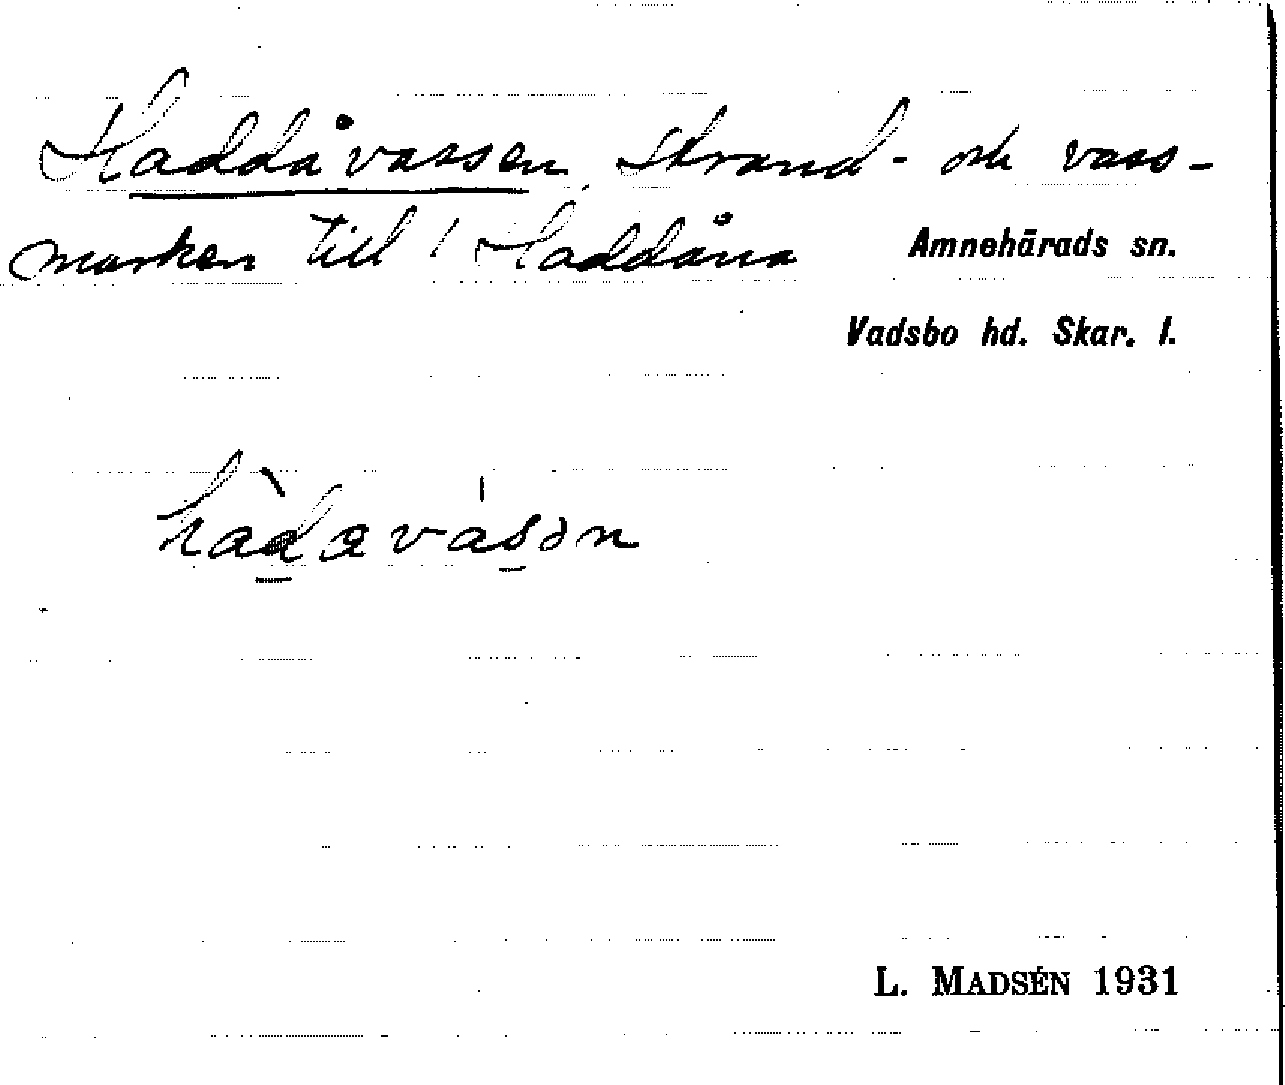 Haddåvassen, Strand- och vass-
marken till / Haddåna
Amnehärads sn.
Vadsbo hd. Skar. l.
L. MADSÉN 1931